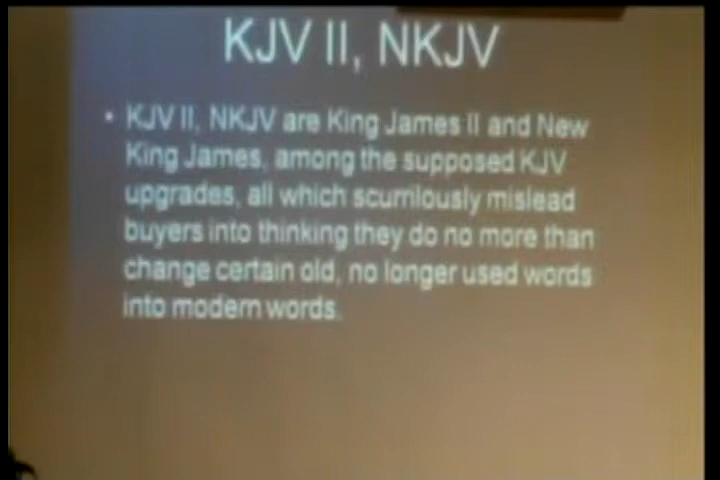 KJV II, NKJV
• KJV II, NKJV are King James II and New
King James, among the supposed KJV
upgrades, all which scurrilously mislead
buyers into thinking they do no more than
change certain old, no longer used words
into modern words.